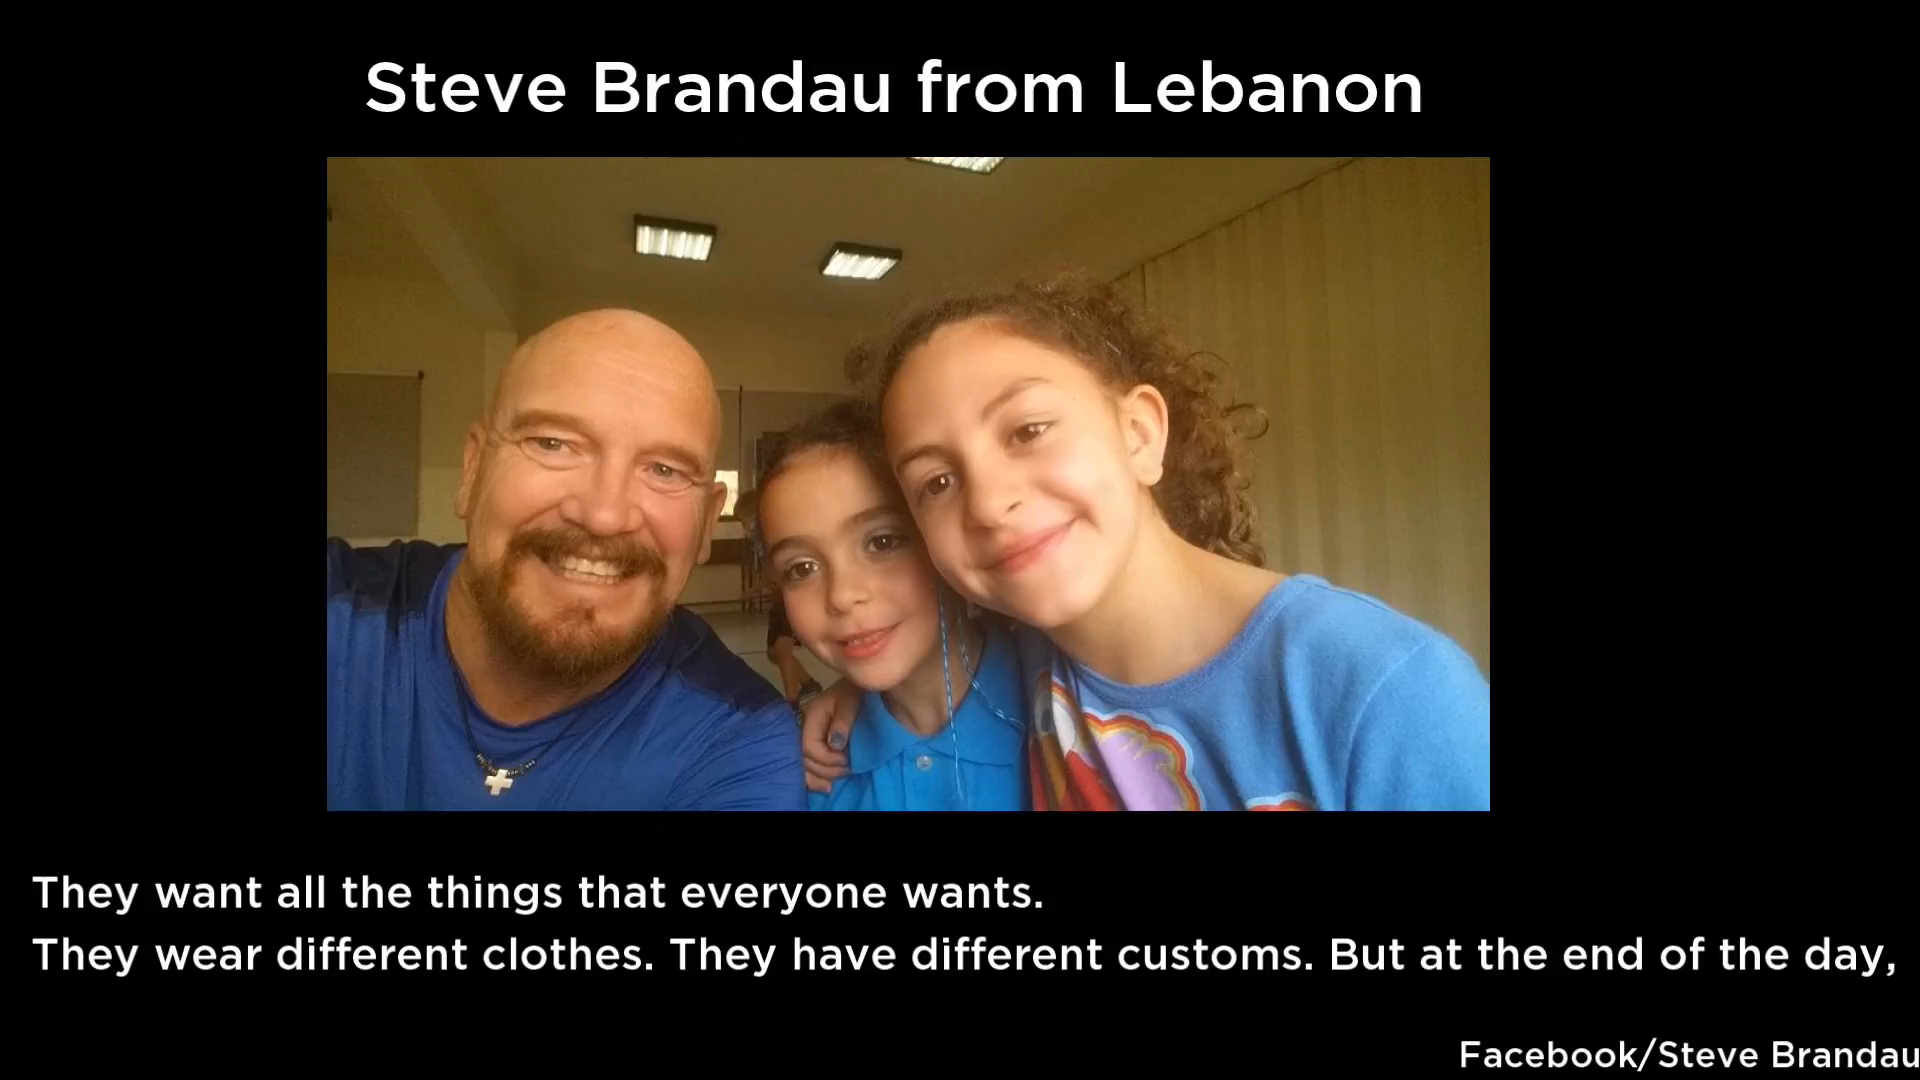 Steve Brandau from Lebanon
They want all the things that everyone wants.
They wear different clothes. They have different customs. But at the end of the day,
Facebook/Steve Brandau